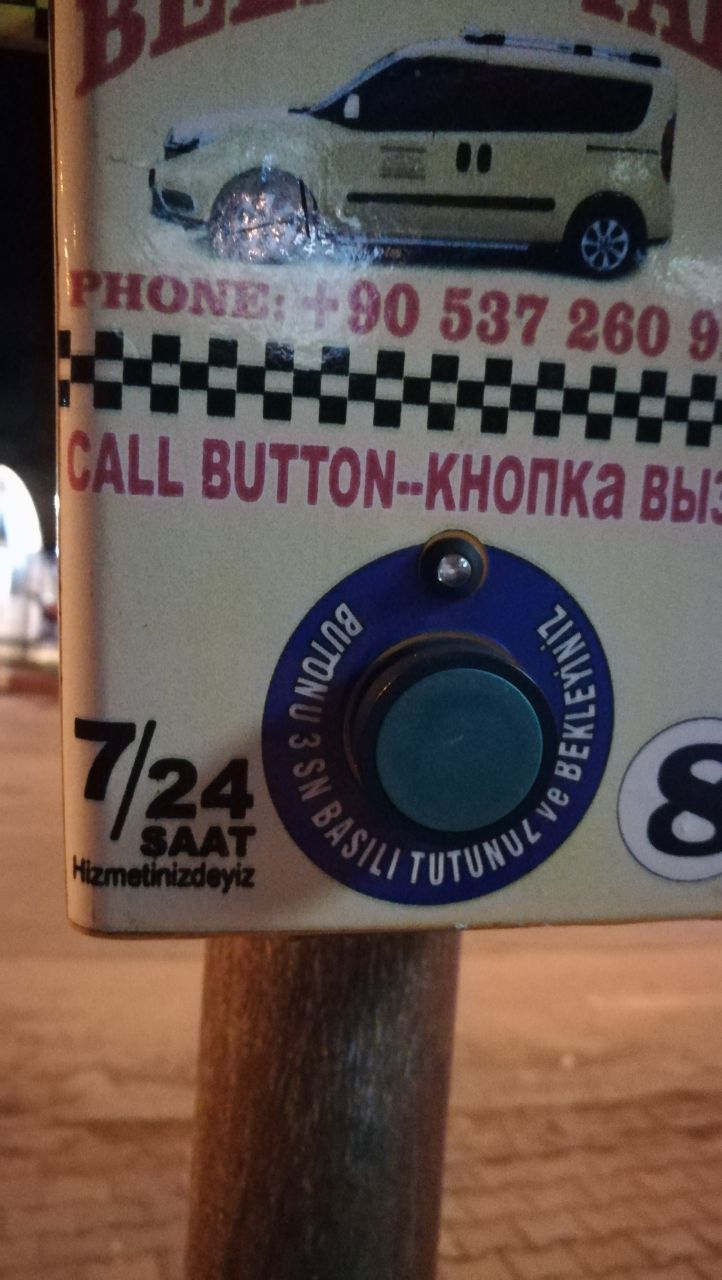 PHONE: +90 537 260 9
CALL BUTTON--КНОПКа
BUTONU 3 SN BASILI TUTUNUZ ve BEKLEYİNİZ
7/24
SAAT
Hizmetinizdeyiz
8